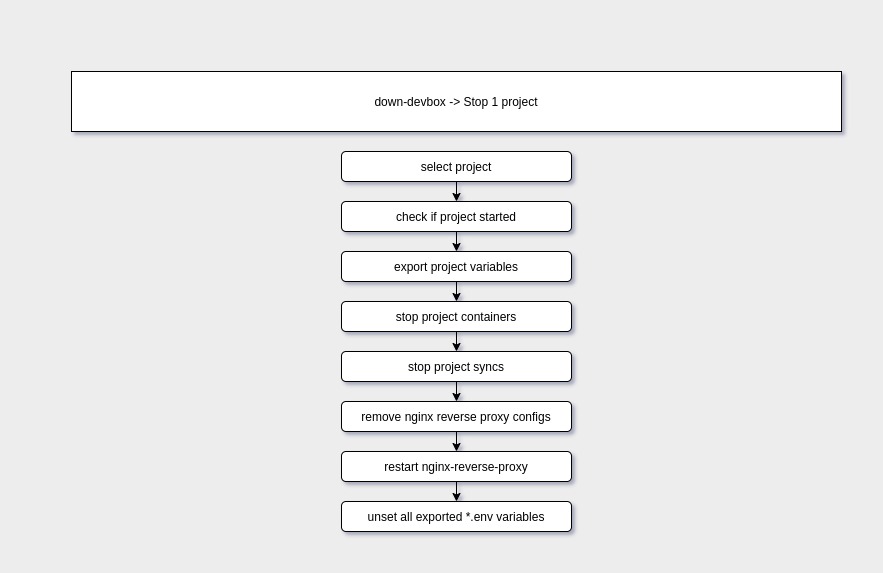 down-devbox -> Stop 1 project
select project
check if project started
export project variables
stop project containers
stop project syncs
remove nginx reverse proxy configs
restart nginx-reverse-proxy
unset all exported *.env variables